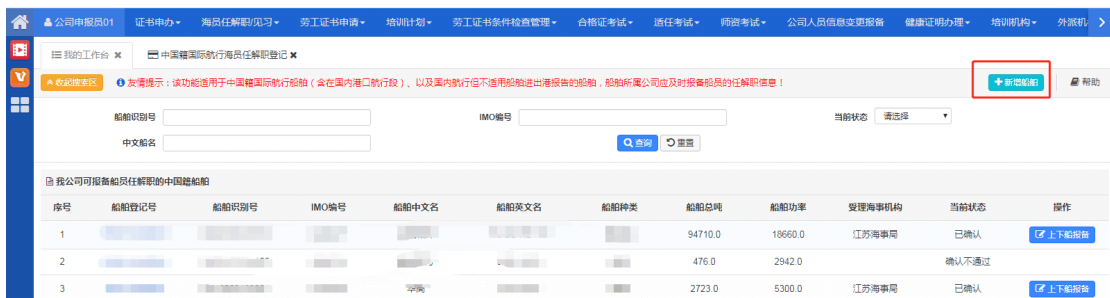 公司申报员01 证书申办 海员任解职/见习 劳工证书申请 培训计划 劳工证书条件检查管理 合格证考试 适任考试 师资考试 公司人员信息变更报备 健康证明办理 培训机构 外派机
我的工作台 中国籍国际航行海员任解职登记
收起搜索区 友情提示：该功能适用于中国籍国际航行船舶（含在国内港口航行段）、以及国内航行但不适用船舶进出港报告的船舶，船舶所属公司应及时报备船员的任解职信息！ 新增船舶 帮助
船舶识别号 IMO编号 当前状态 请选择
中文船名 查询 重置
我公司可报备船员任解职的中国籍船舶
序号 船舶登记号 船舶识别号 IMO编号 船舶中文名 船舶英文名 船舶种类 船舶总吨 船舶功率 受理海事机构 当前状态 操作
1 94710.0 18660.0 江苏海事局 已确认 上下船报备
2 476.0 2942.0 确认不通过
3 2723.0 5300.0 江苏海事局 已确认 上下船报备